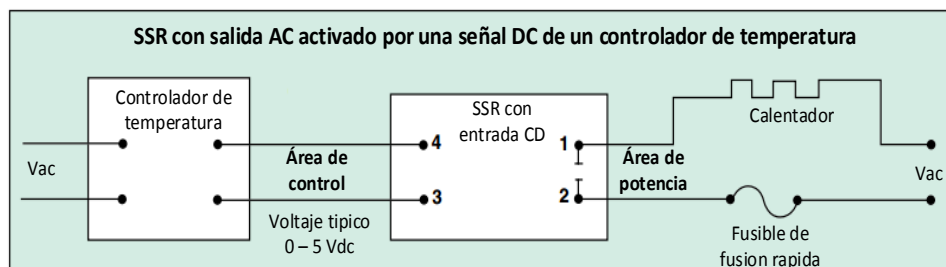 SSR con salida AC activado por una señal DC de un controlador de temperatura
Controlador de
temperatura
SSR con
entrada CD
Calentador
4
1
Vac
Área de
control
Área de
potencia
Vac
3
2
Voltaje tipico
0 – 5 Vdc
Fusible de
fusion rapida